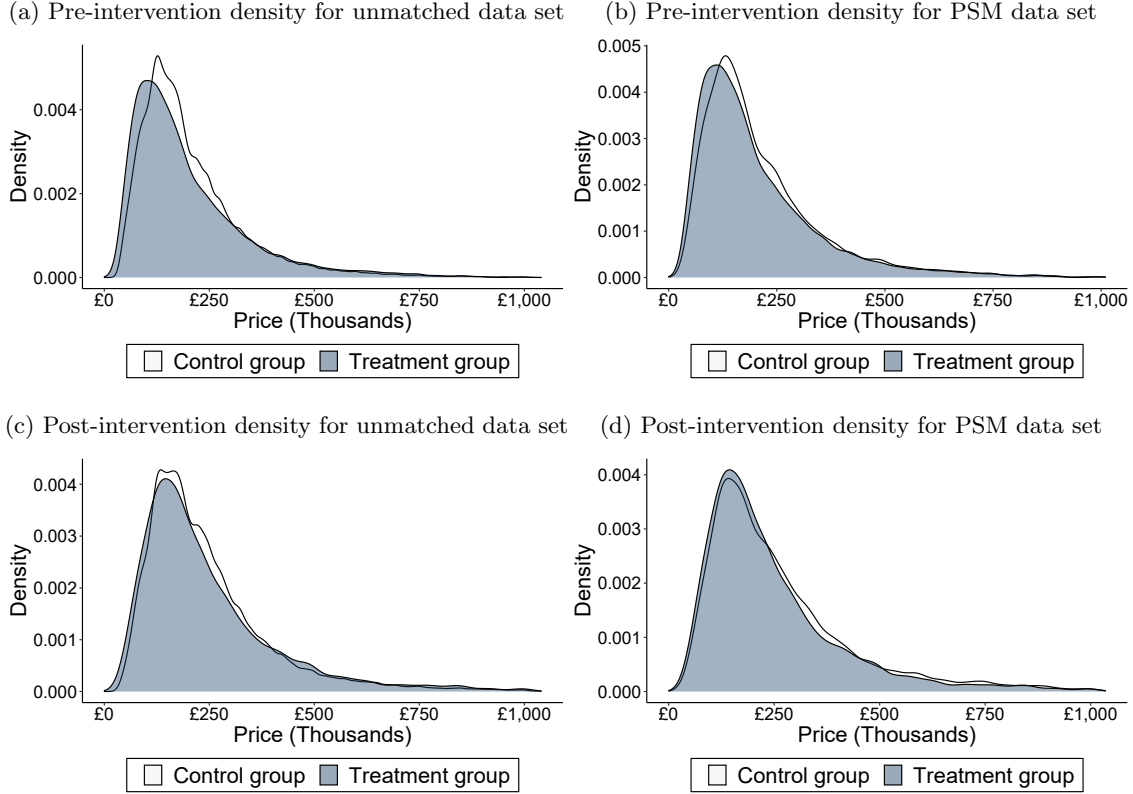 (a) Pre-intervention density for unmatched data set
Density
0.004
0.002
0.000
£0 £250 £500 £750 £1,000
Price (Thousands)
Control group Treatment group
(b) Pre-intervention density for PSM data set
Density
0.005
0.004
0.003
0.002
0.001
0.000
£0 £250 £500 £750 £1,000
Price (Thousands)
Control group Treatment group
(c) Post-intervention density for unmatched data set
Density
0.004
0.003
0.002
0.001
0.000
£0 £250 £500 £750 £1,000
Price (Thousands)
Control group Treatment group
(d) Post-intervention density for PSM data set
Density
0.004
0.003
0.002
0.001
0.000
£0 £250 £500 £750 £1,000
Price (Thousands)
Control group Treatment group